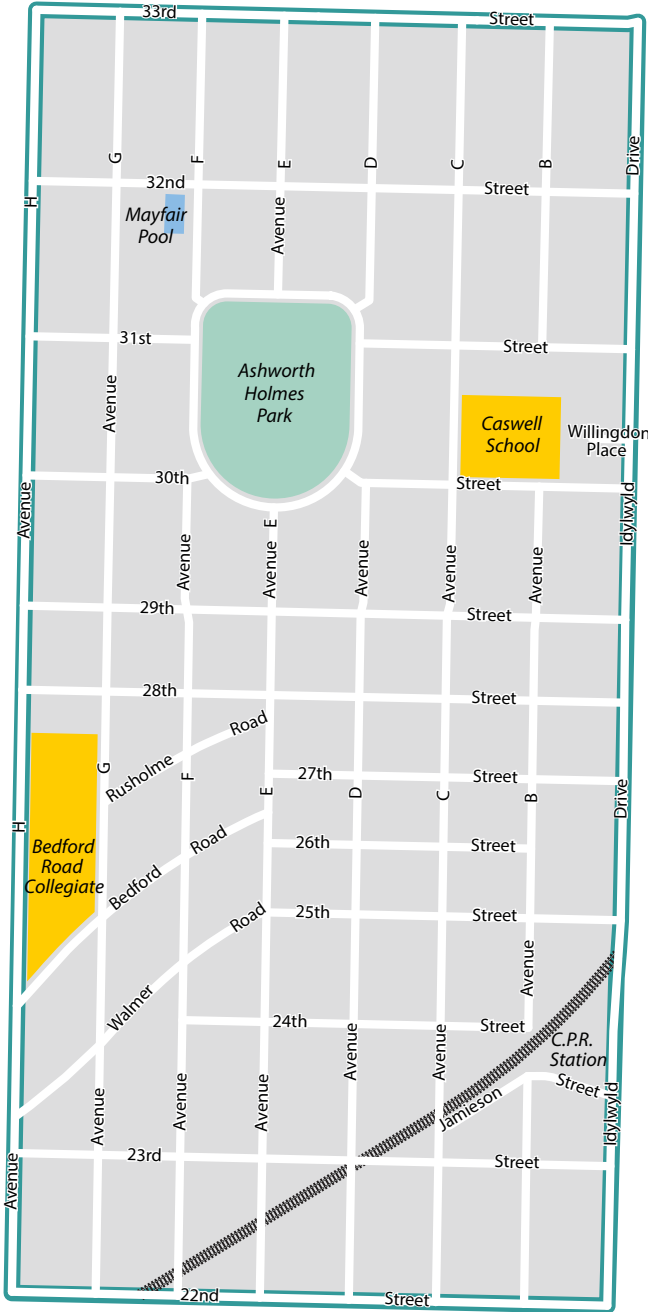 33rd Street
G F E D C B Drive
32nd Street
H
Mayfair
Pool
Avenue
31st Street
Ashworth
Holmes
Park
Avenue
Caswell
School
Willingdon
Place
30th Street
Avenue
Idylwyld
Avenue
Avenue E
Avenue
Avenue
Avenue
29th Street
28th Street
Rusholme Road
G
F
E
D
C
B
Drive
27th Street
H
Bedford Road
26th Street
Bedford
Road
Collegiate
Walmer Road
25th Street
Avenue
24th Street
C.P.R.
Station
Avenue
Avenue
Jamieson Street
Avenue
Avenue
Avenue
Idylwyld
23rd Street
Avenue
22nd Street